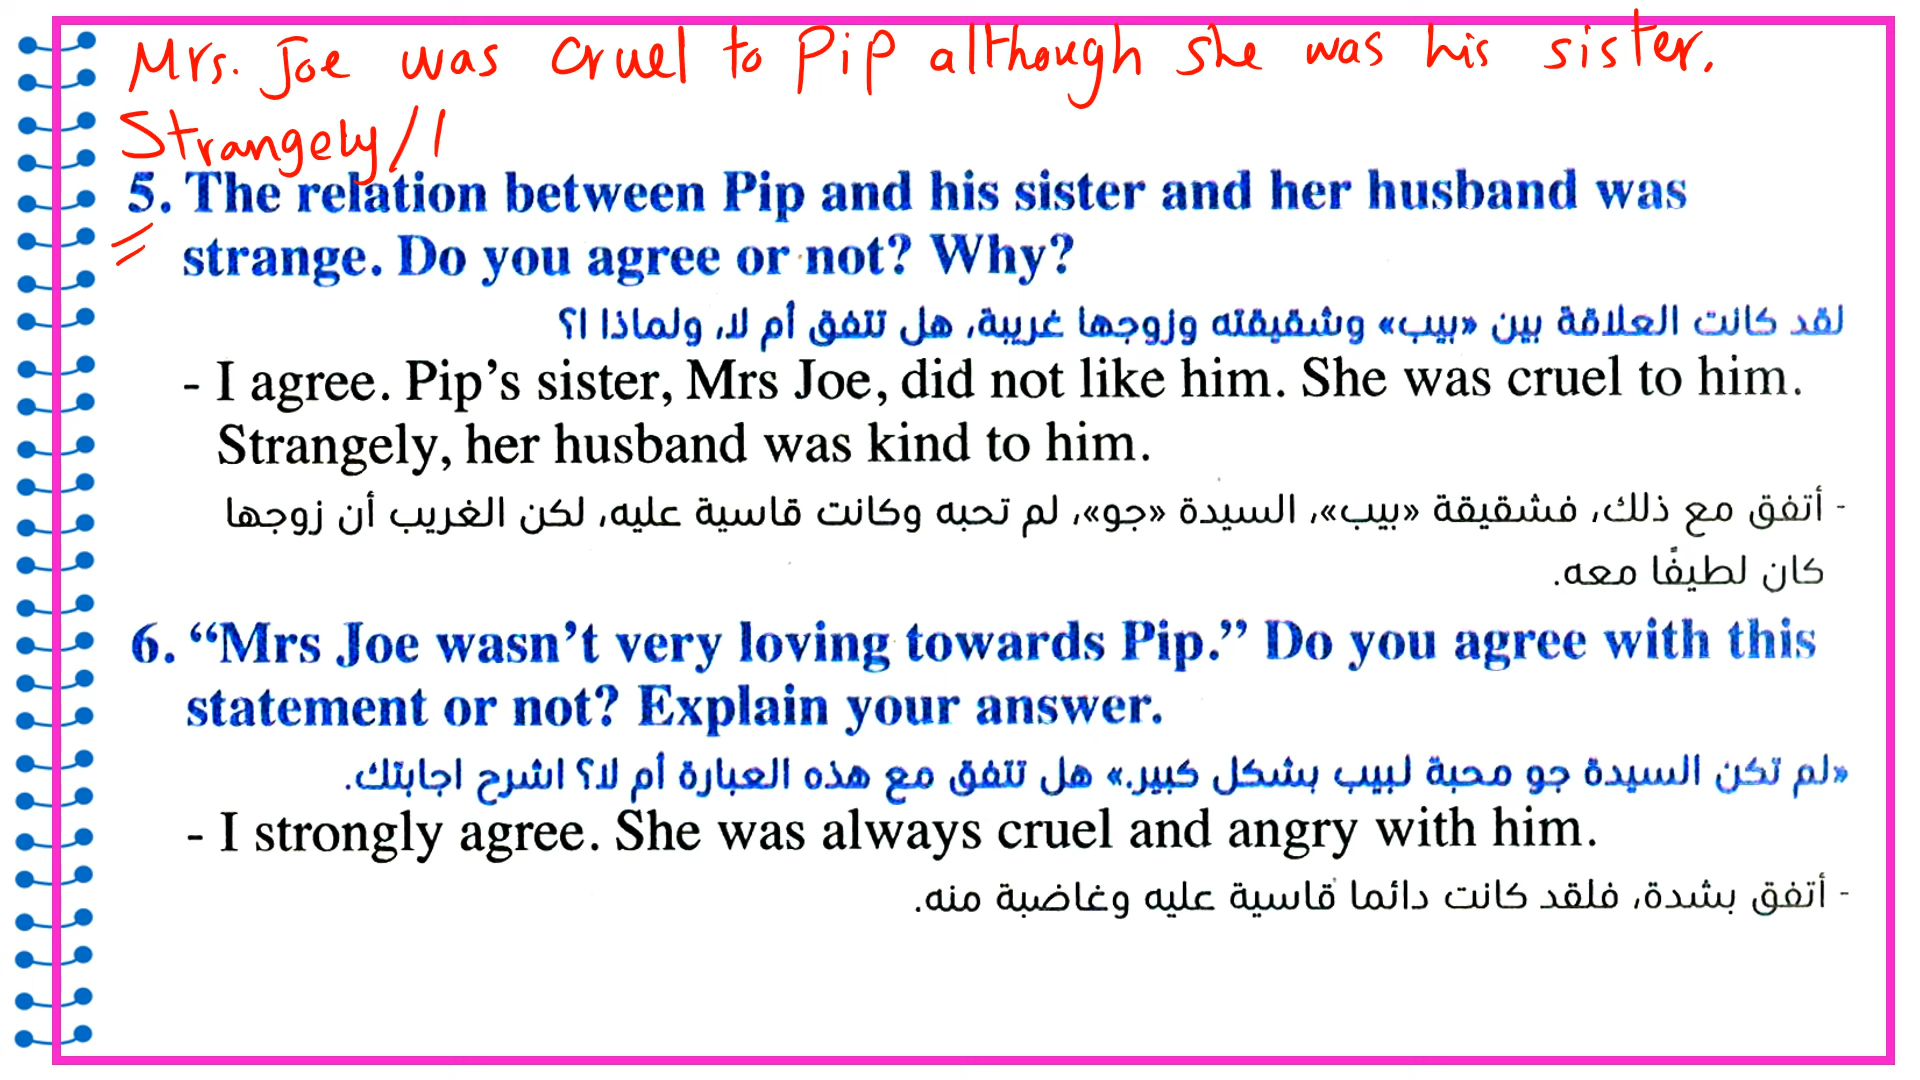 Mrs. Joe was cruel to Pip although she was his sister.
Strangely/
5. The relation between Pip and his sister and her husband was
strange. Do you agree or not? Why?
لقد كانت العلاقة بين «بيب» وشقيقته وزوجها غريبة، هل تتفق أم لا، ولماذا ا؟
- I agree. Pip’s sister, Mrs Joe, did not like him. She was cruel to him.
Strangely, her husband was kind to him.
- أتفق مع ذلك، فشقيقة «بيب»، السيدة «جو»، لم تحبه وكانت قاسية عليه، لكن الغريب أن زوجها
كان لطيفًا معه.
6. “Mrs Joe wasn’t very loving towards Pip.” Do you agree with this
statement or not? Explain your answer.
«لم تكن السيدة جو محبة لبيب بشكل كبير.» هل تتفق مع هذه العبارة أم لا؟ اشرح اجابتك.
- I strongly agree. She was always cruel and angry with him.
- أتفق بشدة، فلقد كانت دائما قاسية عليه وغاضبة منه.